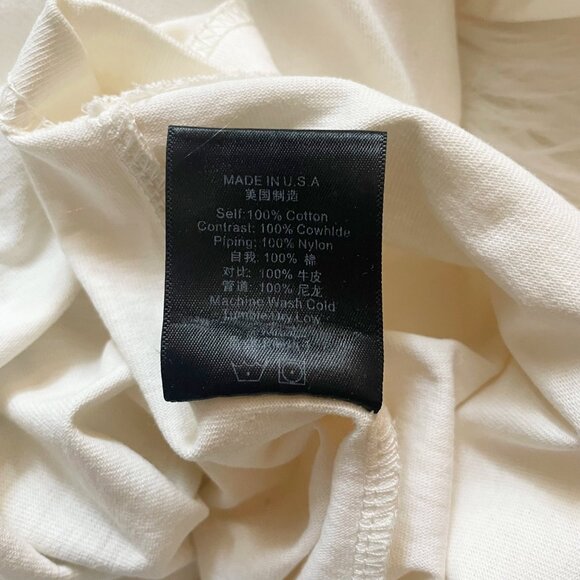 MADE IN U.S.A
美国制造
Self:100% Cotton
Contrast: 100% Cowhide
Piping: 100% Nylon
自我: 100% 棉
对比: 100% 牛皮
管道: 100% 尼龙
Machine Wash Cold
Tumble Dry Low